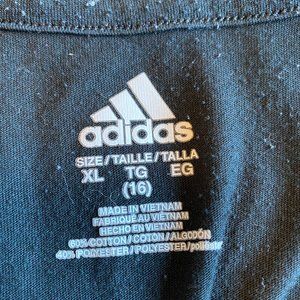 adidas
SIZE/TAILLE/TALLA
XL TG EG
(16)
MADE IN VIETNAM
FABRIQUÉ AU VIÊTNAM
HECHO EN VIETNAM
60% COTTON/COTON/ALGODÓN
40% POLYESTER/POLYESTER/poliéster